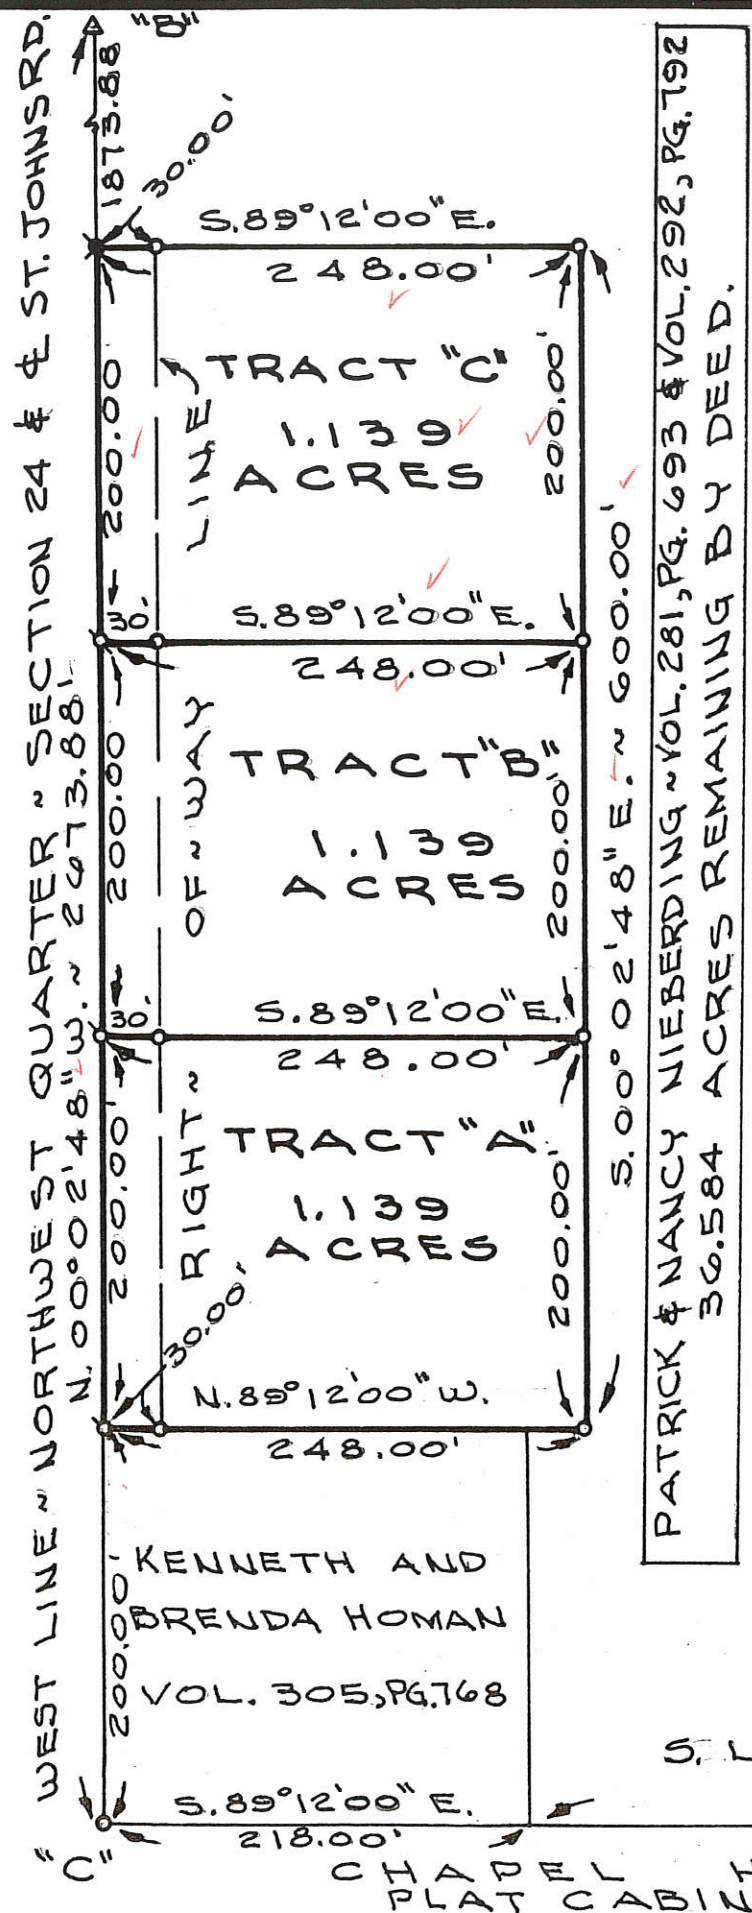 "B"
1873.88
30.00'
S.89°12'00"E.
248.00'
200.00
TRACT "C"
1.139
ACRES
200.00'
LINE
30'
S.89°12'00"E.
248.00'
200.00
TRACT "B"
1.139
ACRES
200.00'
OF~WAY
30'
S.89°12'00"E.
248.00'
200.00'
TRACT "A"
1.139
ACRES
200.00'
RIGHT~
30.00'
N.89°12'00"W.
248.00'
WEST LINE ~ NORTHWEST QUARTER ~ SECTION 24 & ℄ ST. JOHNS RD.
N.00°02'48"W. ~ 2673.88'
S.00°02'48"E. ~ 600.00'
PATRICK & NANCY NIEBERDING ~ VOL. 281, PG. 693 & VOL. 292, PG. 792
36.584 ACRES REMAINING BY DEED.
200.00'
KENNETH AND
BRENDA HOMAN
VOL. 305, PG. 768
S.89°12'00"E.
218.00'
"C"
S. L
CHAPEL H
PLAT CABIN